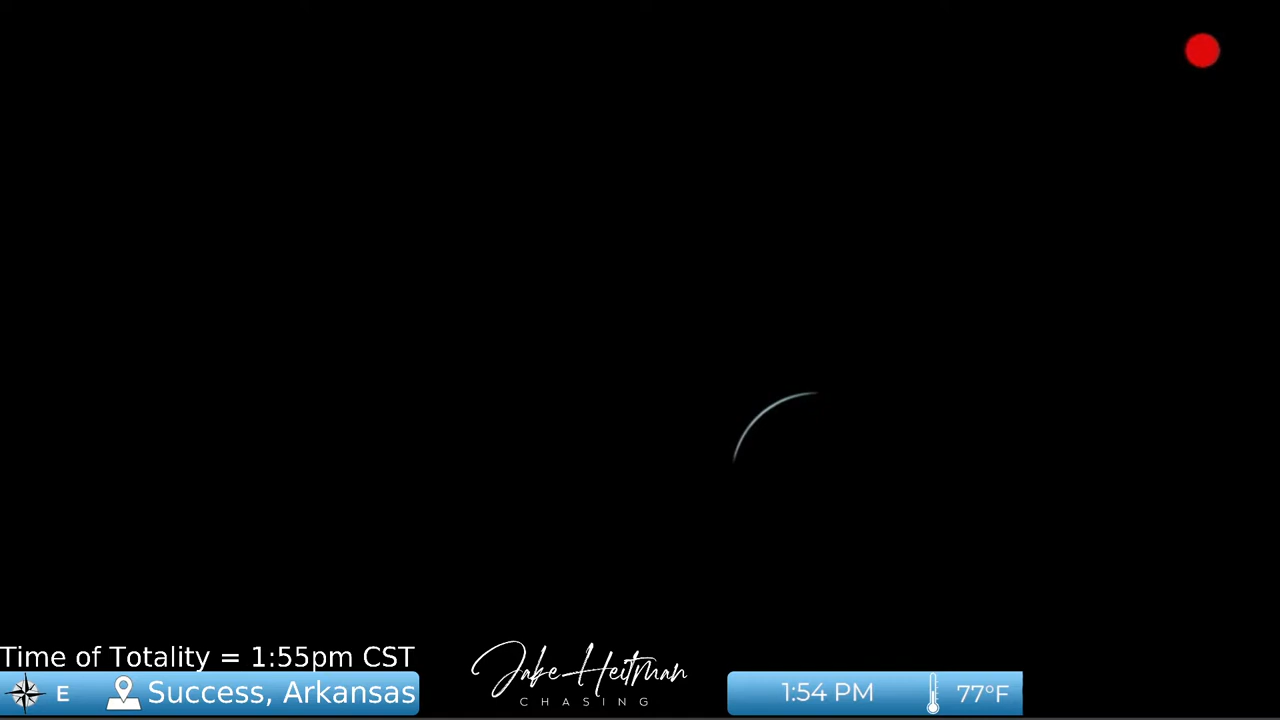 Time of Totality = 1:55pm CST
E
Success, Arkansas
Jake Heitman
CHASING
1:54 PM
77°F